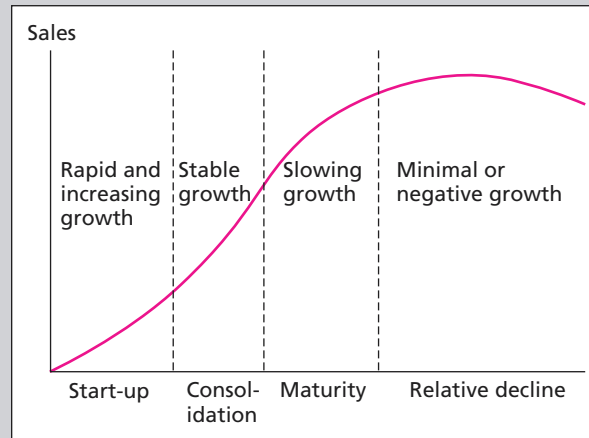 Sales
Rapid and
increasing
growth
Stable
growth
Slowing
growth
Minimal or
negative growth
Start-up
Consol-
idation
Maturity
Relative decline